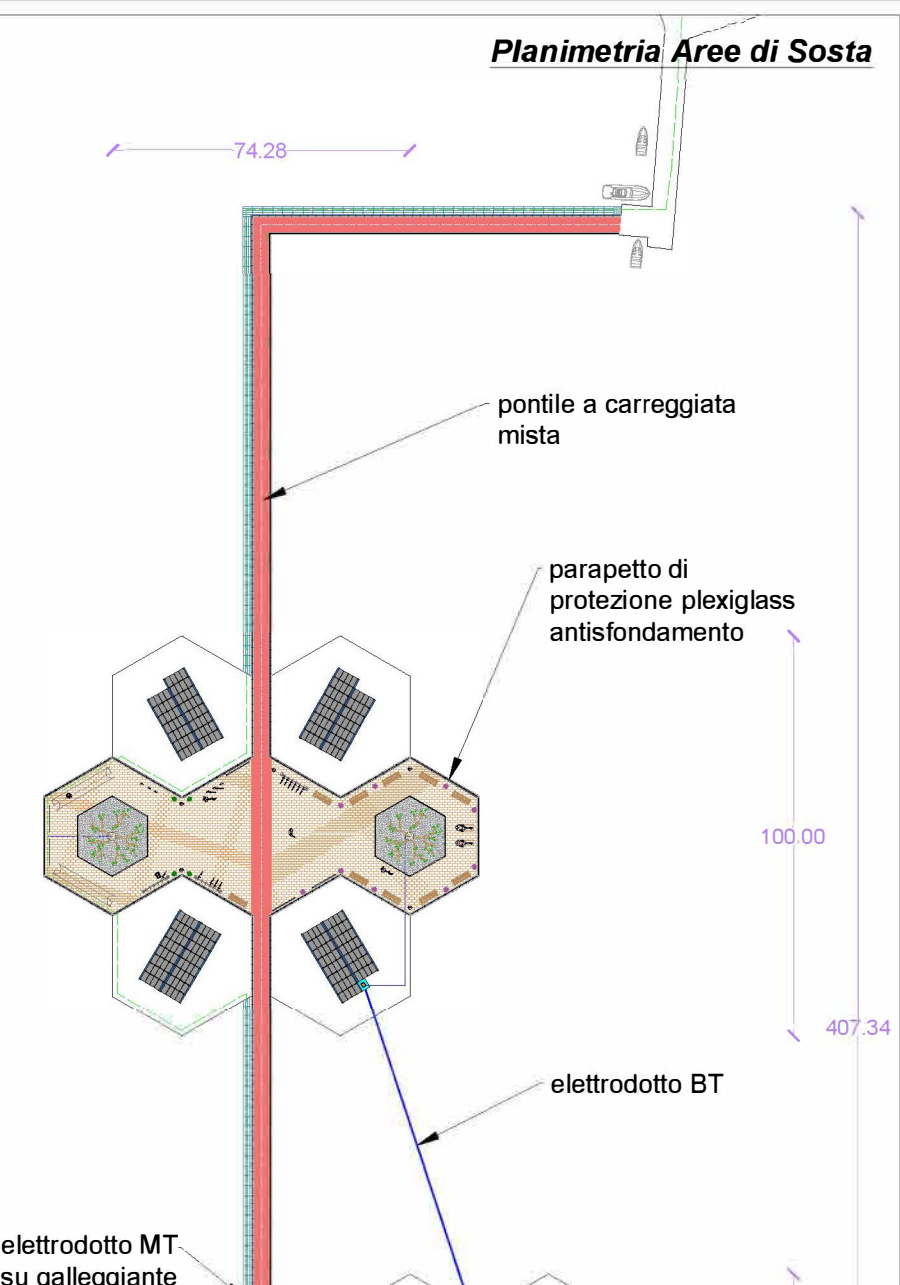 Planimetria Aree di Sosta
74.28
pontile a carreggiata
mista
parapetto di
protezione plexiglass
antisfondamento
100.00
407.34
elettrodotto BT
elettrodotto MT
su galleggiante